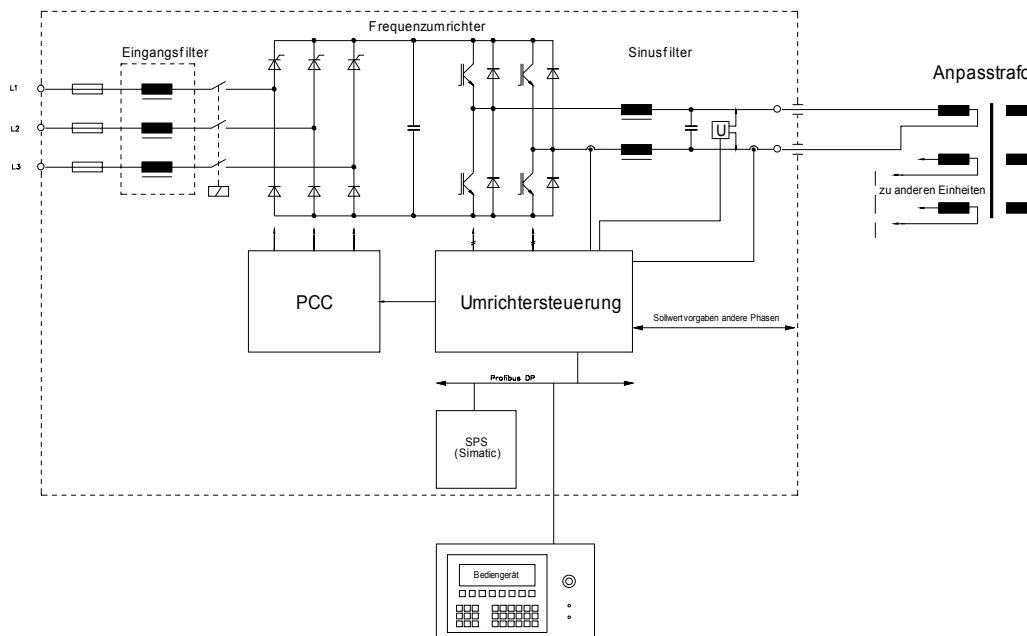 Frequenzumrichter
Eingangsfilter
Sinusfilter
Anpasstrafo
L1
L2
L3
U
zu anderen Einheiten
PCC
Umrichtersteuerung
Sollwertvorgaben andere Phasen
Profibus DP
SPS
(Simatic)
Bediengerät